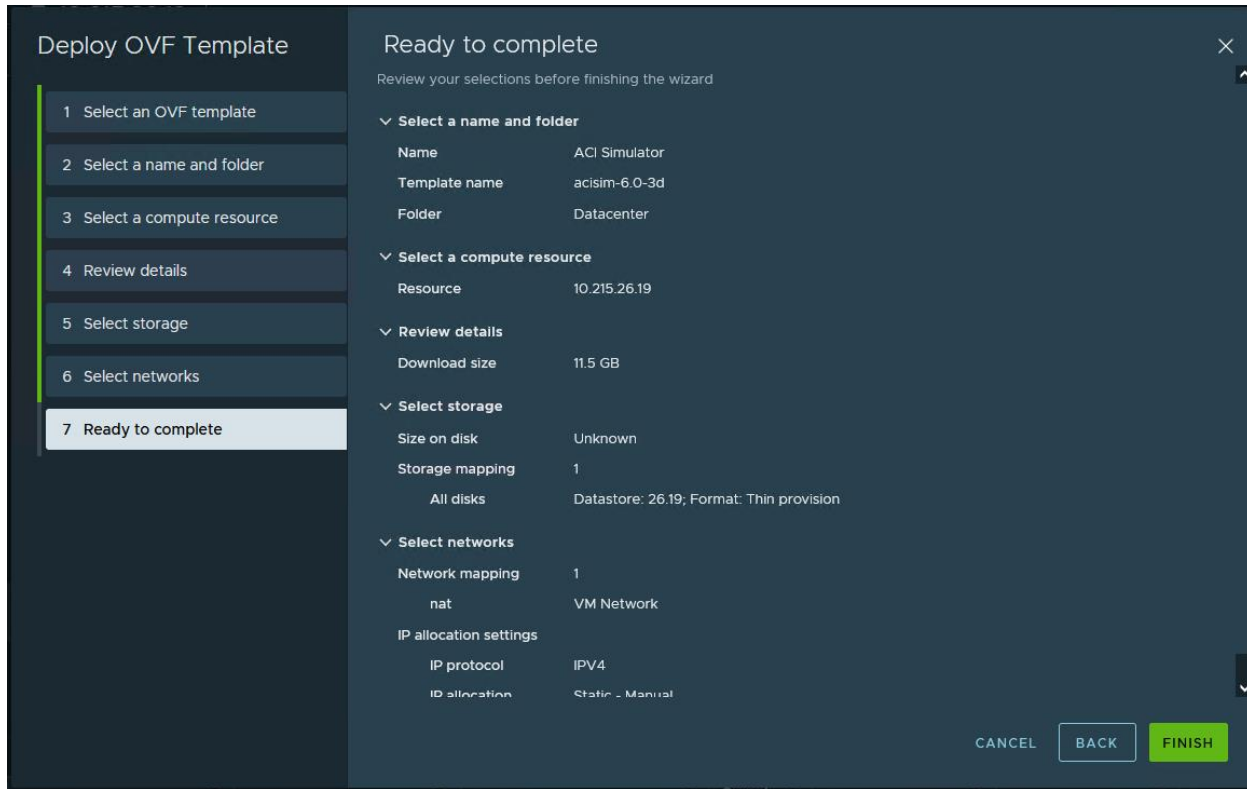 Deploy OVF Template
1 Select an OVF template
2 Select a name and folder
3 Select a compute resource
4 Review details
5 Select storage
6 Select networks
7 Ready to complete
Ready to complete
Review your selections before finishing the wizard
Select a name and folder
Name ACI Simulator
Template name acisim-6.0-3d
Folder Datacenter
Select a compute resource
Resource 10.215.26.19
Review details
Download size 11.5 GB
Select storage
Size on disk Unknown
Storage mapping 1
All disks Datastore: 26.19; Format: Thin provision
Select networks
Network mapping 1
nat VM Network
IP allocation settings
IP protocol IPV4
IP allocation Static - Manual
CANCEL BACK FINISH